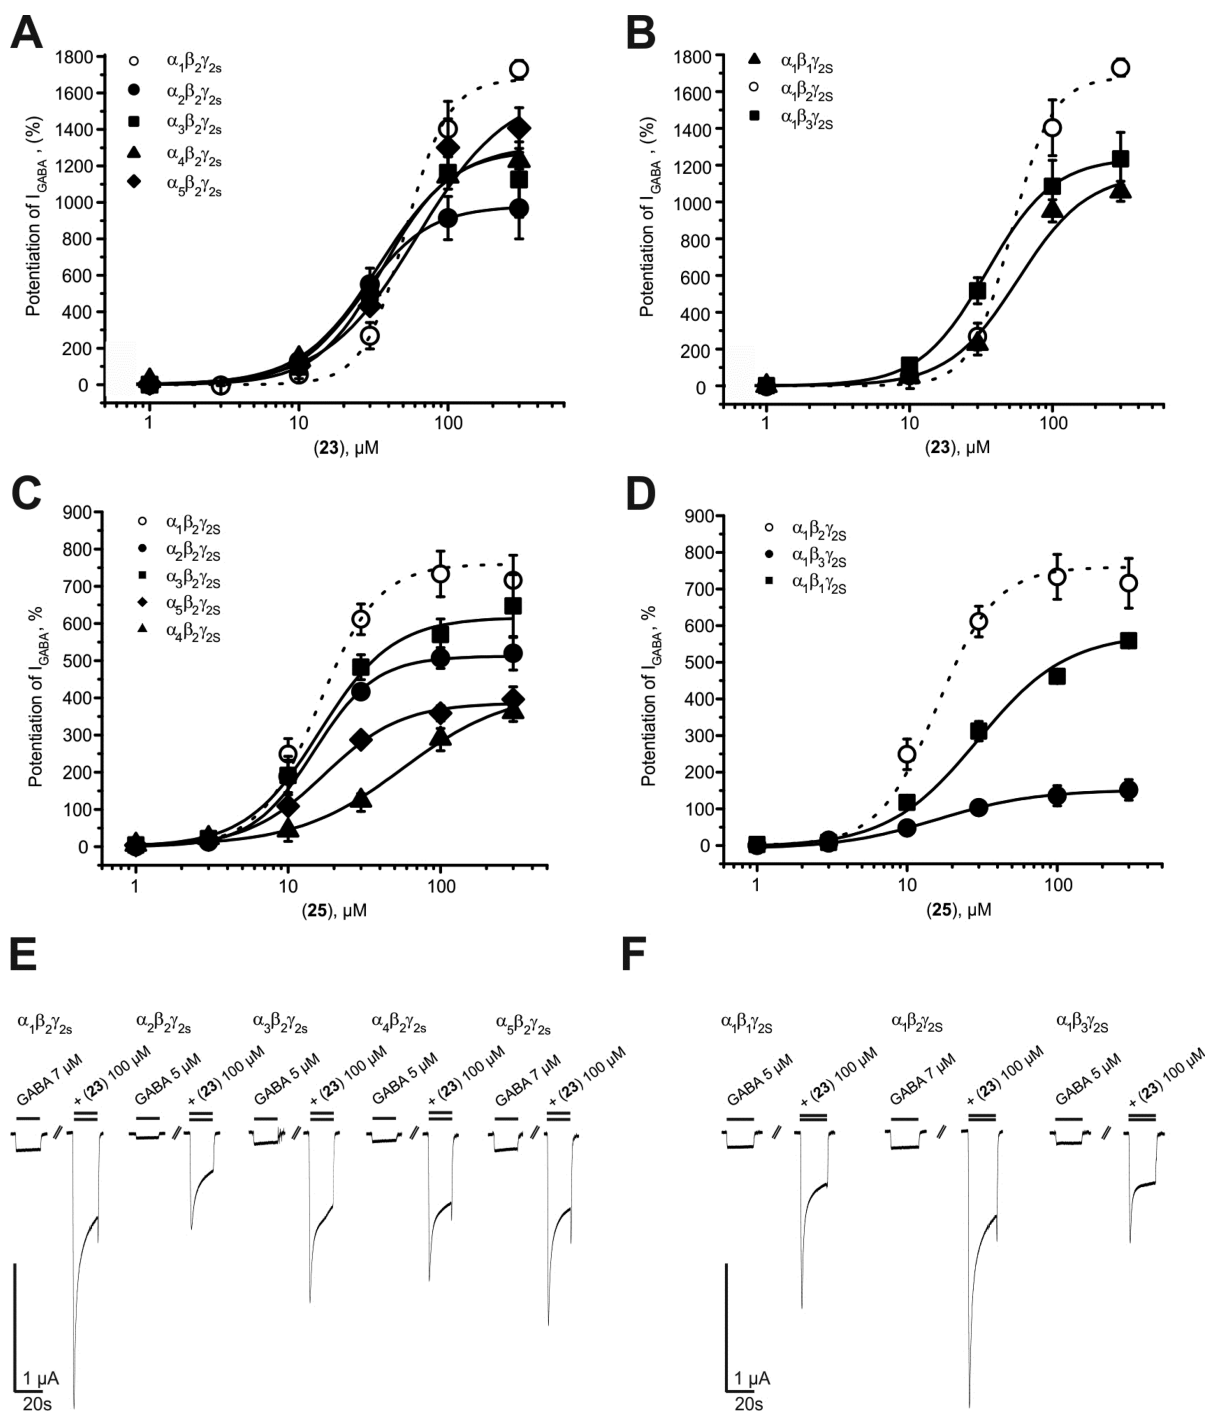 A
1800
1600
1400
1200
1000
800
600
400
200
0
Potentiation of I_GABA , (%)
α1β2γ2s
α2β2γ2s
α3β2γ2s
α4β2γ2s
α5β2γ2s
1 10 100
(23), µM
B
1800
1600
1400
1200
1000
800
600
400
200
0
Potentiation of I_GABA , (%)
α1β1γ2S
α1β2γ2S
α1β3γ2S
1 10 100
(23), µM
C
900
800
700
600
500
400
300
200
100
0
Potentiation of I_GABA, %
α1β2γ2S
α2β2γ2S
α3β2γ2S
α5β2γ2S
α4β2γ2S
1 10 100
(25), µM
D
900
800
700
600
500
400
300
200
100
0
Potentiation of I_GABA, %
α1β2γ2S
α1β3γ2S
α1β1γ2S
1 10 100
(25), µM
E
α1β2γ2s α2β2γ2s α3β2γ2s α4β2γ2s α5β2γ2s
GABA 7 µM
+ (23) 100 µM
GABA 5 µM
+ (23) 100 µM
GABA 5 µM
+ (23) 100 µM
GABA 5 µM
+ (23) 100 µM
GABA 7 µM
+ (23) 100 µM
1 µA
20s
F
α1β1γ2S α1β2γ2S α1β3γ2S
GABA 5 µM
+ (23) 100 µM
GABA 7 µM
+ (23) 100 µM
GABA 5 µM
+ (23) 100 µM
1 µA
20s